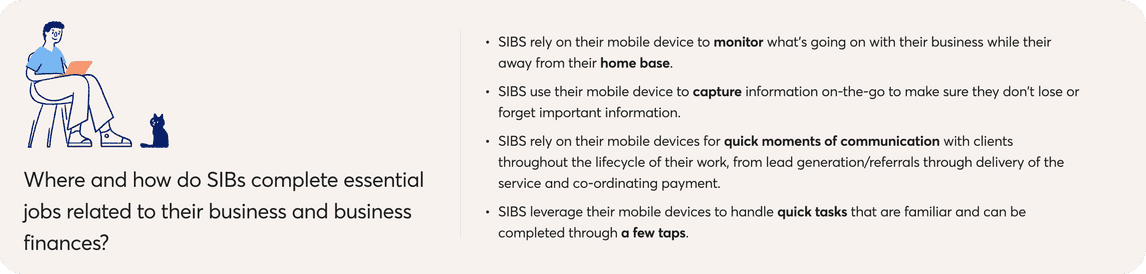 Where and how do SIBs complete essential
jobs related to their business and business
finances?
• SIBS rely on their mobile device to monitor what's going on with their business while their
away from their home base.
• SIBS use their mobile device to capture information on-the-go to make sure they don't lose or
forget important information.
• SIBS rely on their mobile devices for quick moments of communication with clients
throughout the lifecycle of their work, from lead generation/referrals through delivery of the
service and co-ordinating payment.
• SIBS leverage their mobile devices to handle quick tasks that are familiar and can be
completed through a few taps.